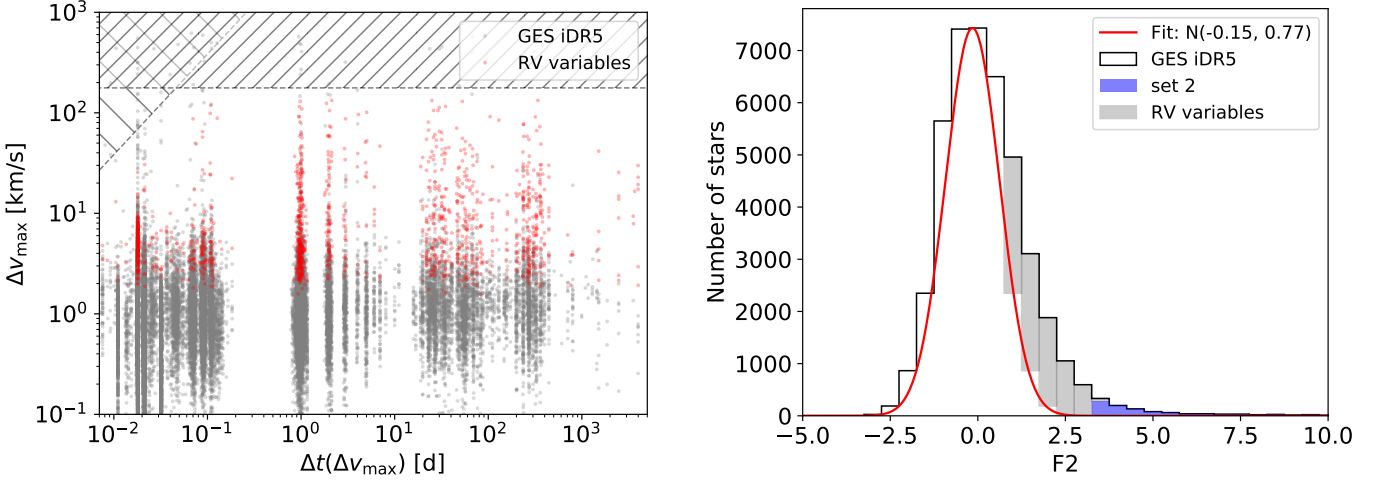 GES iDR5
RV variables
10³
10²
10¹
10⁰
10⁻¹
Δv_max [km/s]
10⁻² 10⁻¹ 10⁰ 10¹ 10² 10³
Δt(Δv_max) [d]
Fit: N(-0.15, 0.77)
GES iDR5
set 2
RV variables
7000
6000
5000
4000
3000
2000
1000
0
Number of stars
−5.0 −2.5 0.0 2.5 5.0 7.5 10.0
F2